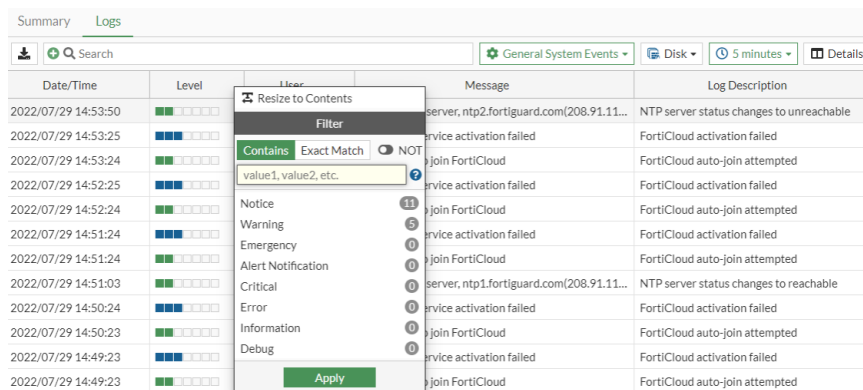 Summary Logs
Search General System Events Disk 5 minutes Details
Date/Time Level User Message Log Description
Resize to Contents
Filter
Contains Exact Match NOT
value1, value2, etc.
Notice 11
Warning 5
Emergency 0
Alert Notification 0
Critical 0
Error 0
Information 0
Debug 0
Apply
2022/07/29 14:53:50 server, ntp2.fortiguard.com(208.91.11... NTP server status changes to unreachable
2022/07/29 14:53:25 ervice activation failed FortiCloud activation failed
2022/07/29 14:53:24 join FortiCloud FortiCloud auto-join attempted
2022/07/29 14:52:25 ervice activation failed FortiCloud activation failed
2022/07/29 14:52:24 join FortiCloud FortiCloud auto-join attempted
2022/07/29 14:51:24 ervice activation failed FortiCloud activation failed
2022/07/29 14:51:24 join FortiCloud FortiCloud auto-join attempted
2022/07/29 14:51:03 server, ntp1.fortiguard.com(208.91.11... NTP server status changes to reachable
2022/07/29 14:50:24 ervice activation failed FortiCloud activation failed
2022/07/29 14:50:23 join FortiCloud FortiCloud auto-join attempted
2022/07/29 14:49:23 ervice activation failed FortiCloud activation failed
2022/07/29 14:49:23 join FortiCloud FortiCloud auto-join attempted